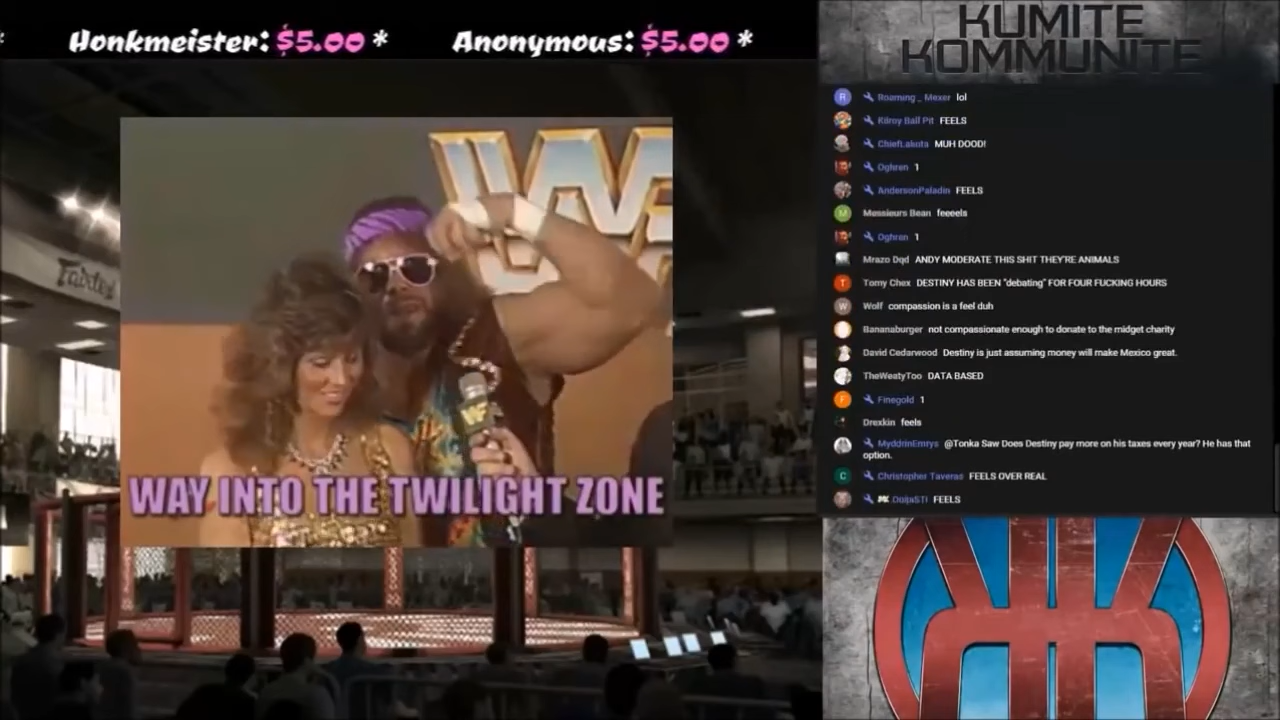 Honkmeister: $5.00 *
Anonymous: $5.00 *
KUMITE
KOMMUNITE
Roaming _ Mexer lol
Kilroy Ball Pit FEELS
ChiefLakota MUH DOOD!
Oghren 1
AndersonPaladin FEELS
Messieurs Bean feeeels
Oghren 1
Mrazo Dqd ANDY MODERATE THIS SHIT THEY'RE ANIMALS
Tomy Chex DESTINY HAS BEEN "debating" FOR FOUR FUCKING HOURS
Wolf compassion is a feel duh
Bananaburger not compassionate enough to donate to the midget charity
David Cedarwood Destiny is just assuming money will make Mexico great.
TheWeatyToo DATA BASED
Finegold 1
Drexkin feels
MyddrinEmrys @Tonka Saw Does Destiny pay more on his taxes every year? He has that
option.
Christopher Taveras FEELS OVER REAL
OuijaSTI FEELS
Fairtex
WAY INTO THE TWILIGHT ZONE